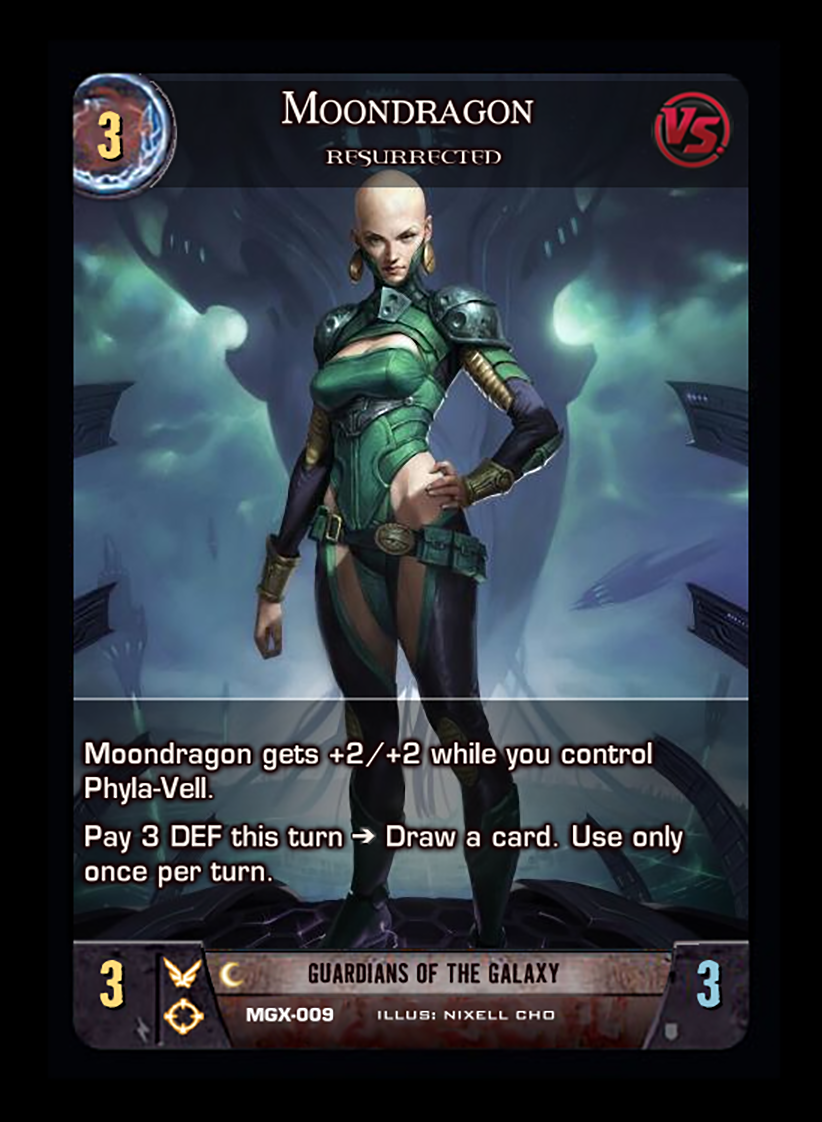 3
MOONDRAGON
VS.
RESURRECTED
Moondragon gets +2/+2 while you control
Phyla-Vell.
Pay 3 DEF this turn → Draw a card. Use only
once per turn.
3
GUARDIANS OF THE GALAXY
3
MGX-009 ILLUS: NIXELL CHO